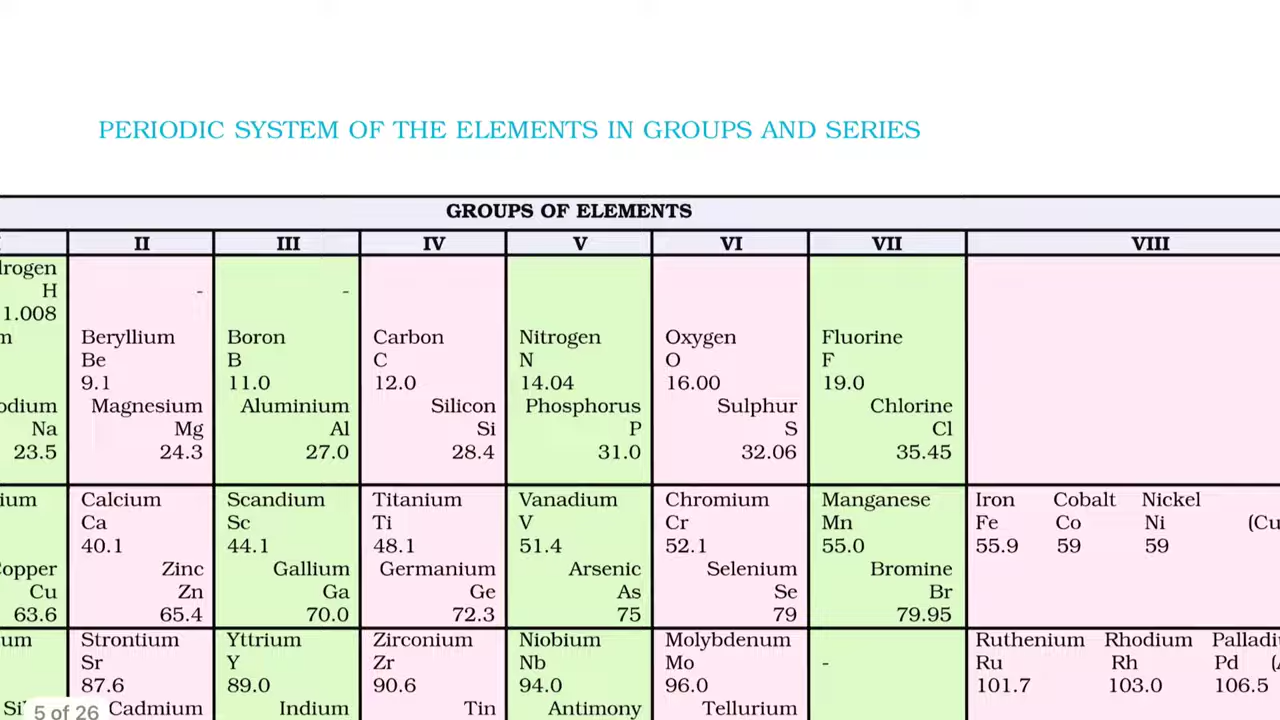 PERIODIC SYSTEM OF THE ELEMENTS IN GROUPS AND SERIES
GROUPS OF ELEMENTS
II III IV V VI VII VIII
H - -
1.008
Beryllium Boron Carbon Nitrogen Oxygen Fluorine
Be B C N O F
9.1 11.0 12.0 14.04 16.00 19.0
Magnesium Aluminium Silicon Phosphorus Sulphur Chlorine
Na Mg Al Si P S Cl
23.5 24.3 27.0 28.4 31.0 32.06 35.45
Calcium Scandium Titanium Vanadium Chromium Manganese Iron Cobalt Nickel
Ca Sc Ti V Cr Mn Fe Co Ni (Cu
40.1 44.1 48.1 51.4 52.1 55.0 55.9 59 59
Zinc Gallium Germanium Arsenic Selenium Bromine
Cu Zn Ga Ge As Se Br
63.6 65.4 70.0 72.3 75 79 79.95
Strontium Yttrium Zirconium Niobium Molybdenum Ruthenium Rhodium
Sr Y Zr Nb Mo - Ru Rh Pd
87.6 89.0 90.6 94.0 96.0 101.7 103.0 106.5
Cadmium Indium Tin Antimony Tellurium
5 of 26